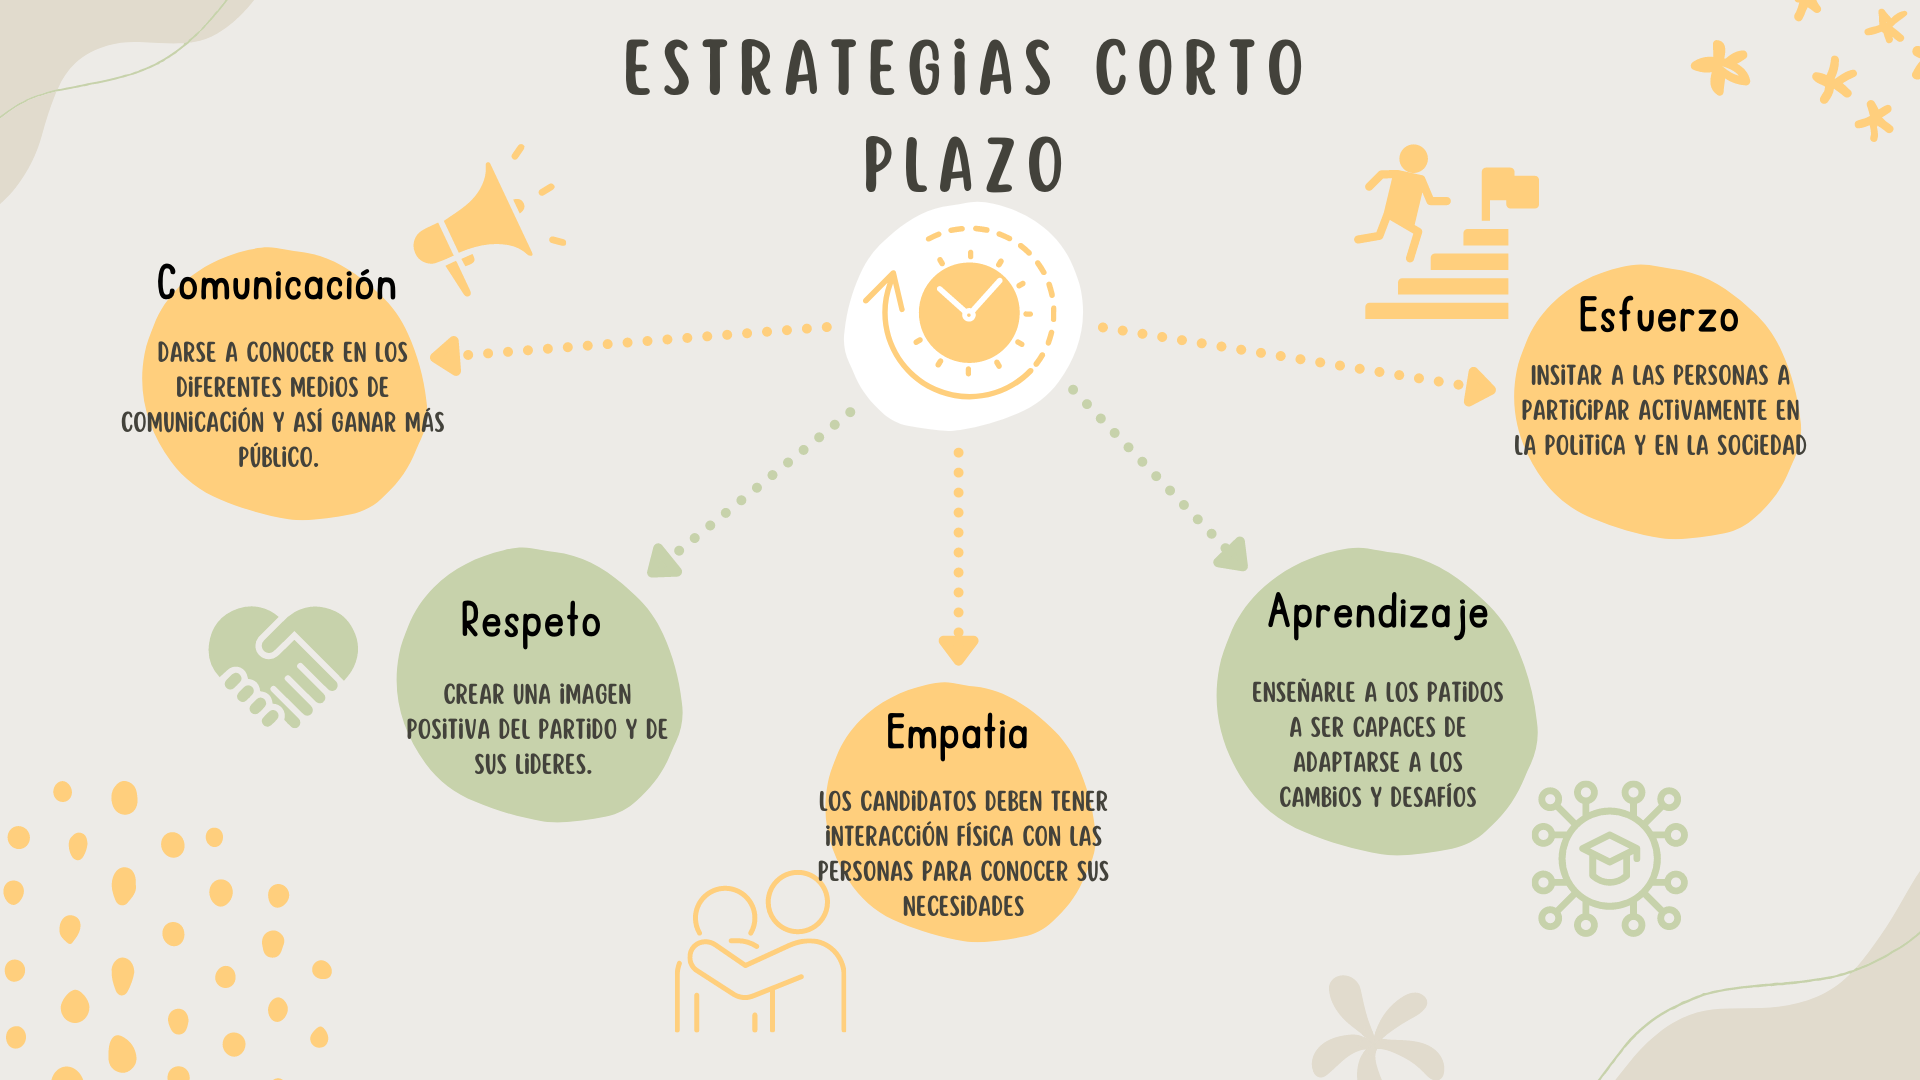 ESTRATEGIAS CORTO
PLAZO
Comunicación
DARSE A CONOCER EN LOS
DIFERENTES MEDIOS DE
COMUNICACIÓN Y ASÍ GANAR MÁS
PÚBLICO.
Respeto
CREAR UNA IMAGEN
POSITIVA DEL PARTIDO Y DE
SUS LIDERES.
Empatia
LOS CANDIDATOS DEBEN TENER
INTERACCIÓN FÍSICA CON LAS
PERSONAS PARA CONOCER SUS
NECESIDADES
Aprendizaje
ENSEÑARLE A LOS PATIDOS
A SER CAPACES DE
ADAPTARSE A LOS
CAMBIOS Y DESAFÍOS
Esfuerzo
INSITAR A LAS PERSONAS A
PARTICIPAR ACTIVAMENTE EN
LA POLITICA Y EN LA SOCIEDAD